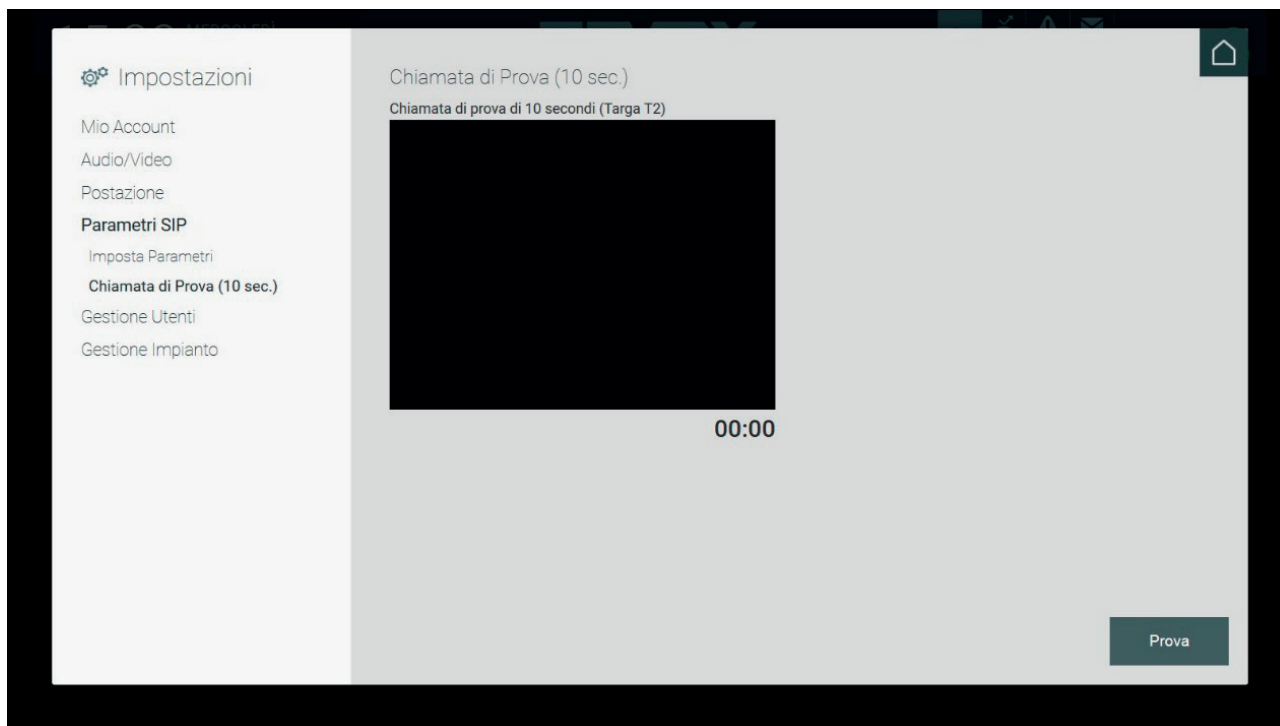 Impostazioni
Mio Account
Audio/Video
Postazione
Parametri SIP
Imposta Parametri
Chiamata di Prova (10 sec.)
Gestione Utenti
Gestione Impianto
Chiamata di Prova (10 sec.)
Chiamata di prova di 10 secondi (Targa T2)
00:00
Prova